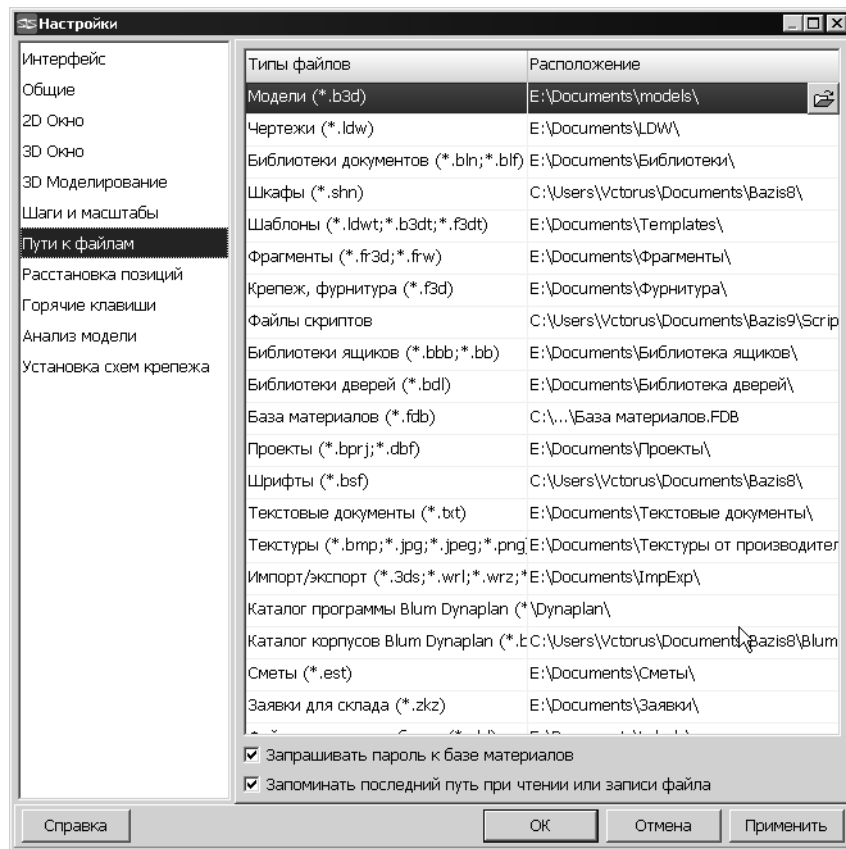 Настройки
Интерфейс
Общие
2D Окно
3D Окно
3D Моделирование
Шаги и масштабы
Пути к файлам
Расстановка позиций
Горячие клавиши
Анализ модели
Установка схем крепежа
Типы файлов Расположение
Модели (*.b3d) E:\Documents\models\
Чертежи (*.ldw) E:\Documents\LDW\
Библиотеки документов (*.bln;*.blf) E:\Documents\Библиотеки\
Шкафы (*.shn) C:\Users\Vctorus\Documents\Bazis8\
Шаблоны (*.ldwt;*.b3dt;*.f3dt) E:\Documents\Templates\
Фрагменты (*.fr3d;*.frw) E:\Documents\Фрагменты\
Крепеж, фурнитура (*.f3d) E:\Documents\Фурнитура\
Файлы скриптов C:\Users\Vctorus\Documents\Bazis9\Scrip
Библиотеки ящиков (*.bbb;*.bb) E:\Documents\Библиотека ящиков\
Библиотеки дверей (*.bdl) E:\Documents\Библиотека дверей\
База материалов (*.fdb) C:\...\База материалов.FDB
Проекты (*.bprj;*.dbf) E:\Documents\Проекты\
Шрифты (*.bsf) C:\Users\Vctorus\Documents\Bazis8\
Текстовые документы (*.txt) E:\Documents\Текстовые документы\
Текстуры (*.bmp;*.jpg;*.jpeg;*.png E:\Documents\Текстуры от производител
Импорт/экспорт (*.3ds;*.wrl;*.wrz;* E:\Documents\ImpExp\
Каталог программы Blum Dynaplan (* \Dynaplan\
Каталог корпусов Blum Dynaplan (*.b C:\Users\Vctorus\Documents\Bazis8\Blum
Сметы (*.est) E:\Documents\Сметы\
Заявки для склада (*.zkz) E:\Documents\Заявки\
Запрашивать пароль к базе материалов
Запоминать последний путь при чтении или записи файла
Справка ОК Отмена Применить